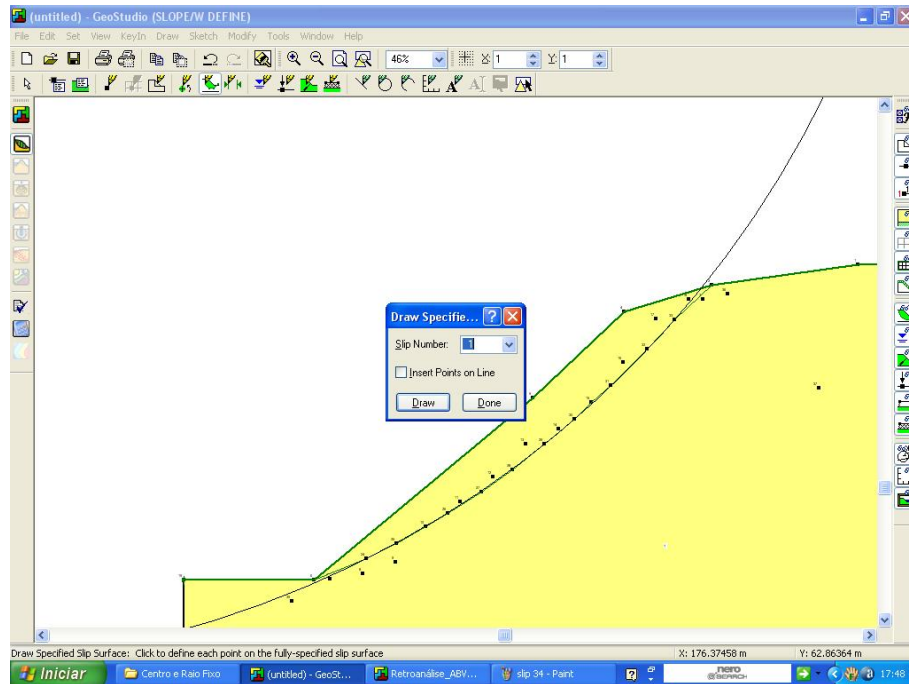 (untitled) - GeoStudio (SLOPE/W DEFINE)
File Edit Set View KeyIn Draw Sketch Modify Tools Window Help
46% X: 1 Y: 1
Draw Specifie...
Slip Number: 1
Insert Points on Line
Draw Done
Draw Specified Slip Surface: Click to define each point on the fully-specified slip surface X: 176.37458 m Y: 62.86364 m
Iniciar Centro e Raio Fixo (untitled) - GeoSt... Retroanálise_ABV... slip 34 - Paint nero SEARCH 17:48